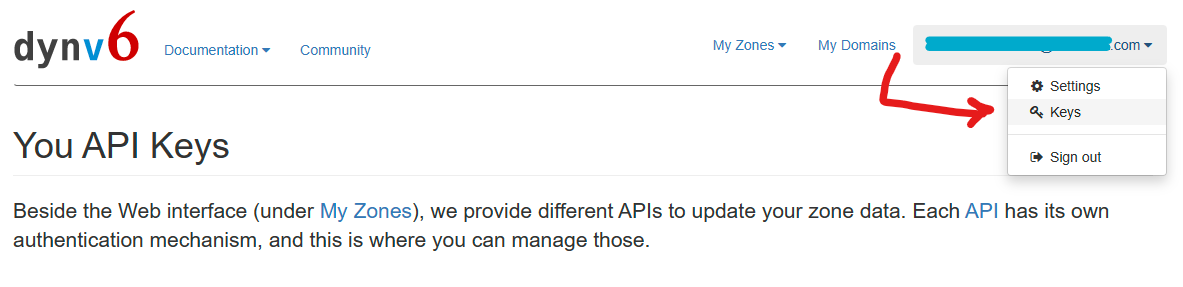 dynv6
Documentation
Community
My Zones
My Domains
.com
Settings
Keys
Sign out
You API Keys
Beside the Web interface (under My Zones), we provide different APIs to update your zone data. Each API has its own
authentication mechanism, and this is where you can manage those.